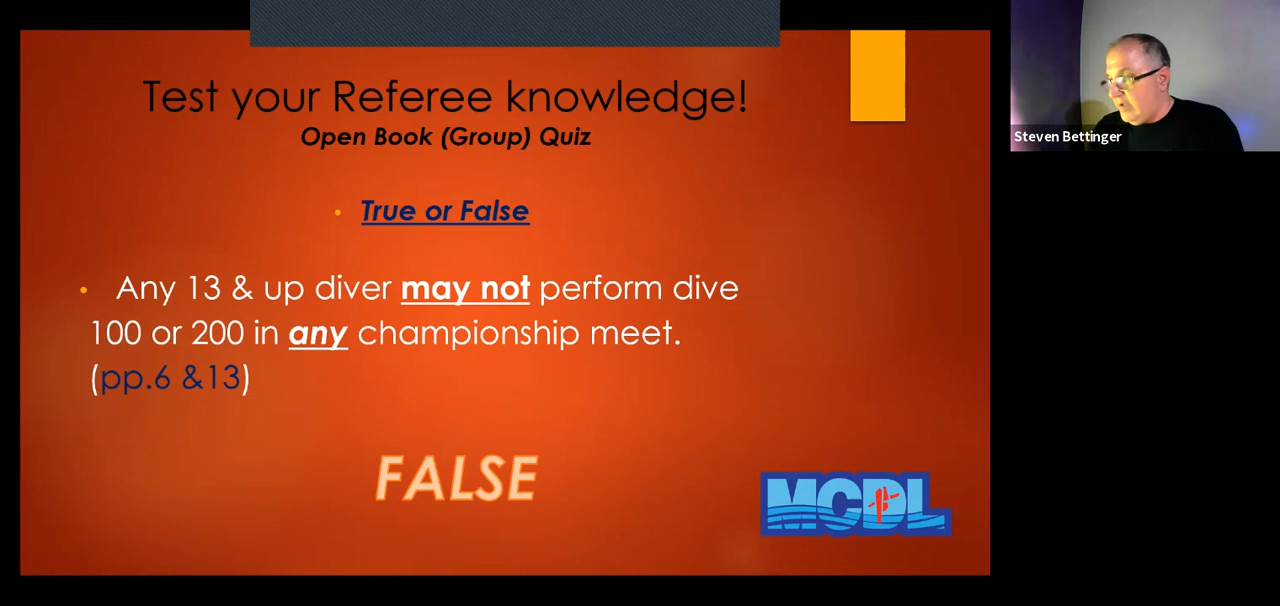 Test your Referee knowledge!
Open Book (Group) Quiz
True or False
Any 13 & up diver may not perform dive
100 or 200 in any championship meet.
(pp.6 &13)
FALSE
MCDL
Steven Bettinger